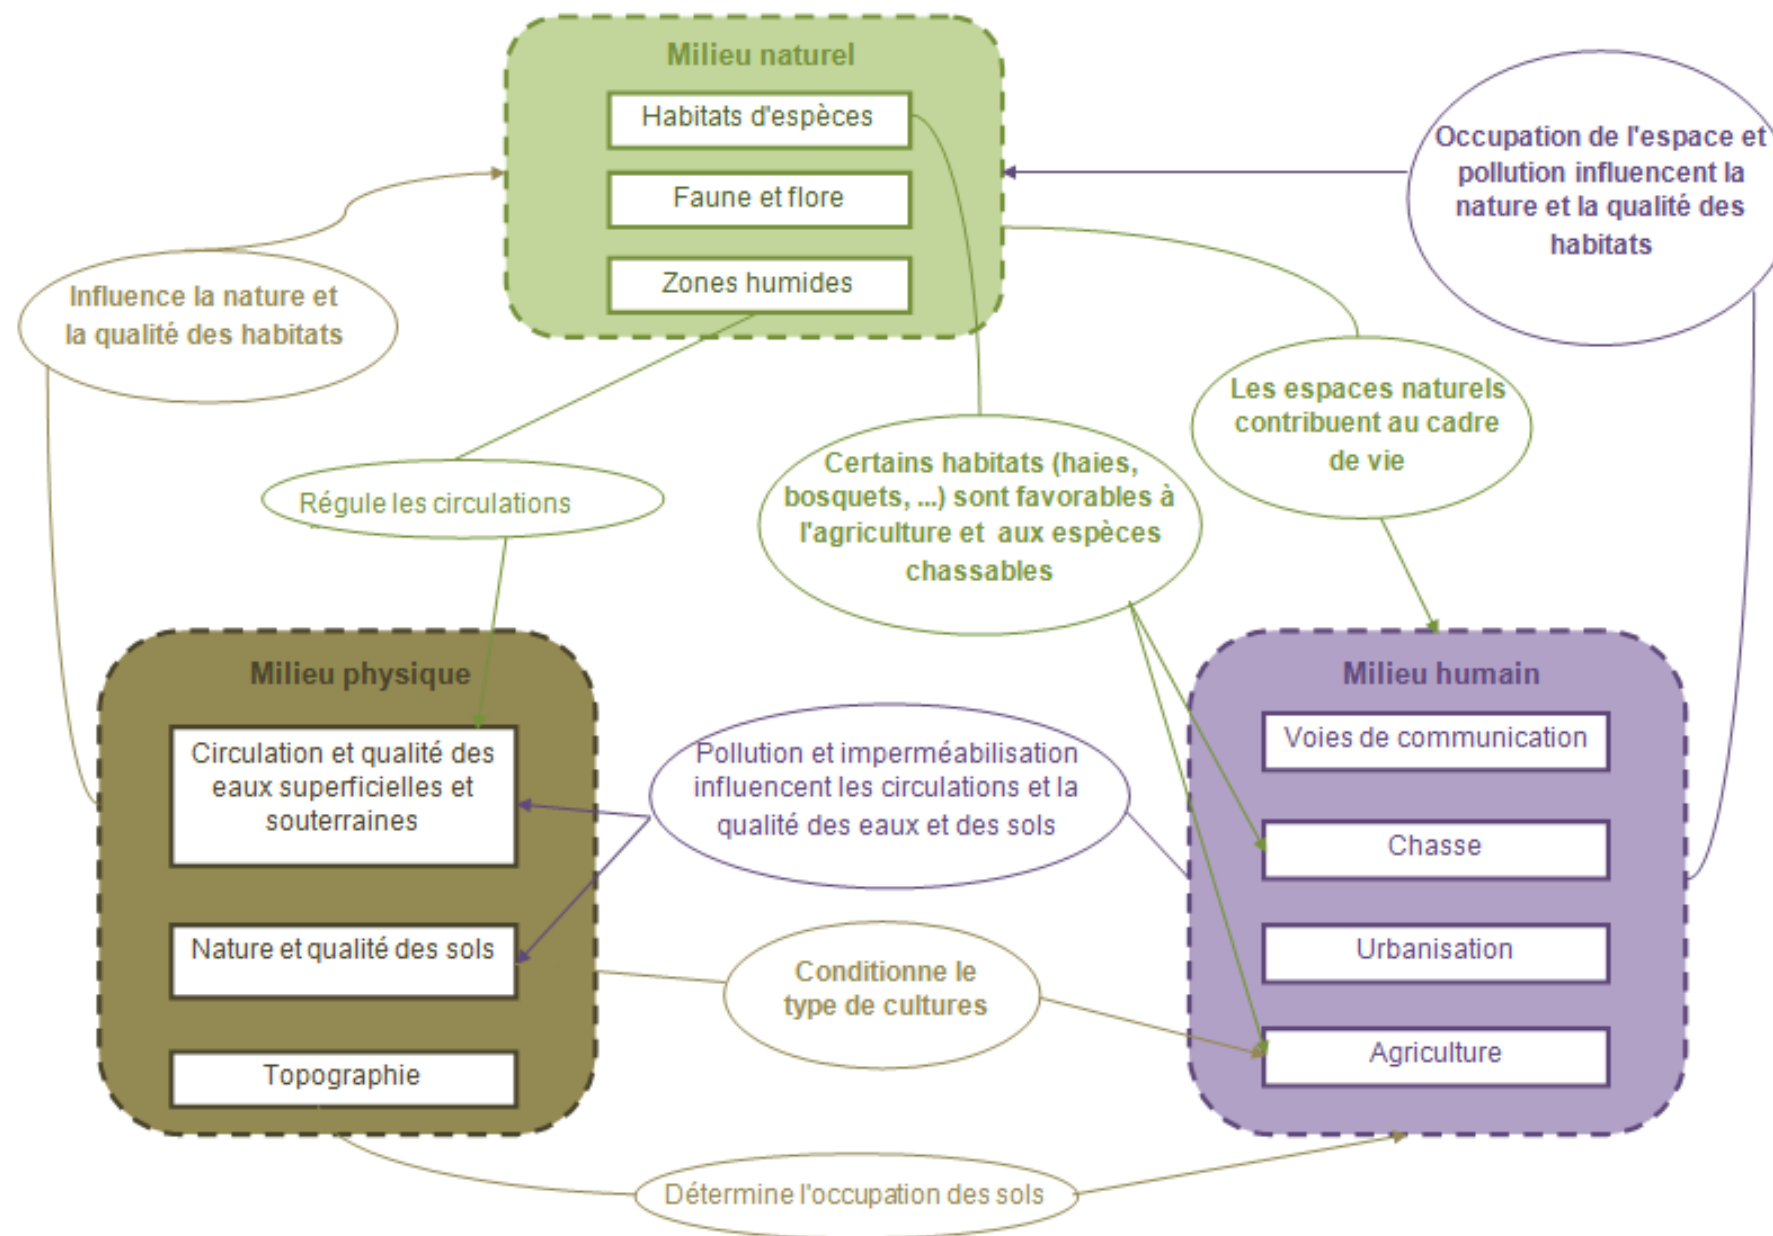 Milieu naturel
Habitats d'espèces
Faune et flore
Zones humides
Occupation de l'espace et
pollution influencent la
nature et la qualité des
habitats
Influence la nature et
la qualité des habitats
Les espaces naturels
contribuent au cadre
de vie
Certains habitats (haies,
bosquets, ...) sont favorables à
l'agriculture et aux espèces
chassables
Régule les circulations
Milieu physique
Circulation et qualité des
eaux superficielles et
souterraines
Nature et qualité des sols
Topographie
Pollution et imperméabilisation
influencent les circulations et la
qualité des eaux et des sols
Conditionne le
type de cultures
Milieu humain
Voies de communication
Chasse
Urbanisation
Agriculture
Détermine l'occupation des sols